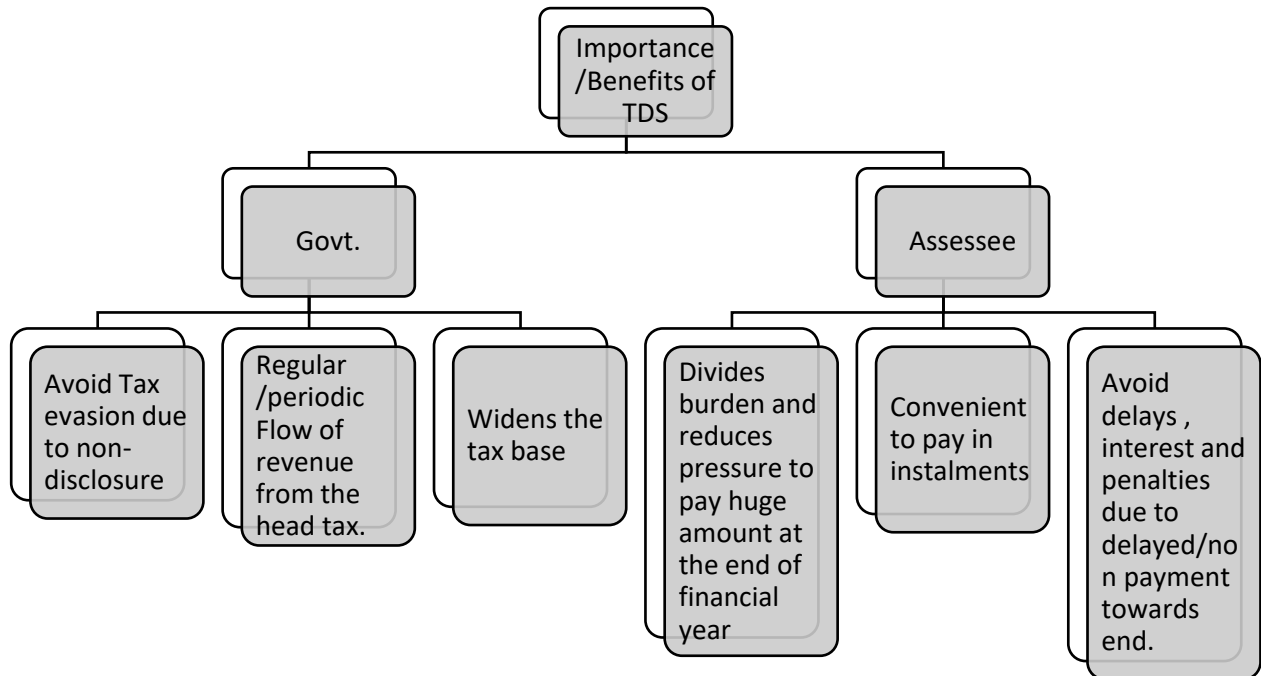 Importance
/Benefits of
TDS
Govt.
Assessee
Avoid Tax
evasion due
to non-
disclosure
Regular
/periodic
Flow of
revenue
from the
head tax.
Widens the
tax base
Divides
burden and
reduces
pressure to
pay huge
amount at
the end of
financial
year
Convenient
to pay in
instalments
Avoid
delays ,
interest and
penalties
due to
delayed/no
n payment
towards
end.